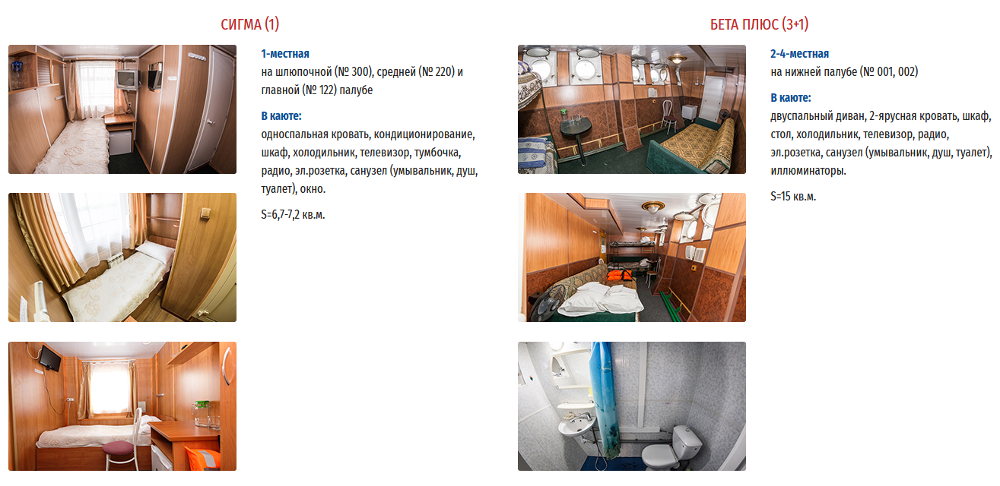 СИГМА (1)
1-местная
на шлюпочной (№ 300), средней (№ 220) и
главной (№ 122) палубе
В каюте:
односпальная кровать, кондиционирование,
шкаф, холодильник, телевизор, тумбочка,
радио, эл.розетка, санузел (умывальник, душ,
туалет), окно.
S=6,7-7,2 кв.м.
БЕТА ПЛЮС (3+1)
2-4-местная
на нижней палубе (№ 001, 002)
В каюте:
двуспальный диван, 2-ярусная кровать, шкаф,
стол, холодильник, телевизор, радио,
эл.розетка, санузел (умывальник, душ, туалет),
иллюминаторы.
S=15 кв.м.